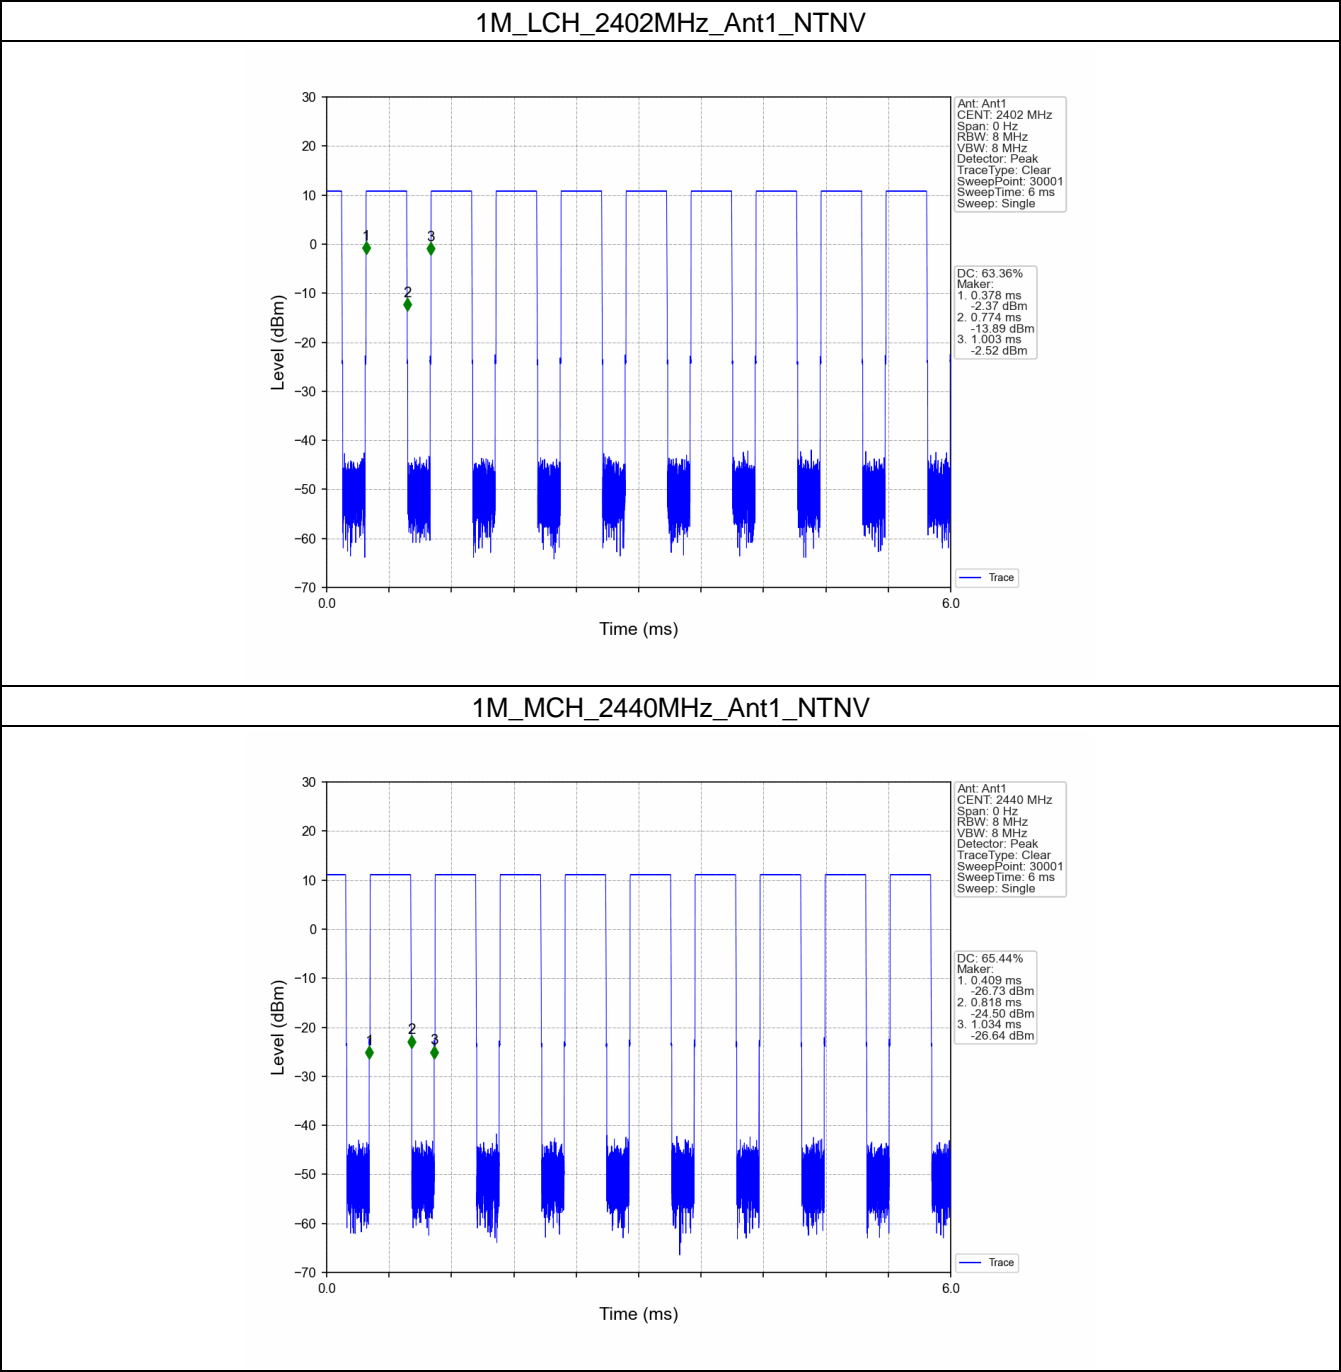 1M_LCH_2402MHz_Ant1_NTNV
30
20
10
0
−10
−20
−30
−40
−50
−60
−70
Level (dBm)
1
2
3
0.0
6.0
Time (ms)
Ant: Ant1
CENT: 2402 MHz
Span: 0 Hz
RBW: 8 MHz
VBW: 8 MHz
Detector: Peak
TraceType: Clear
SweepPoint: 30001
SweepTime: 6 ms
Sweep: Single
DC: 63.36%
Maker:
1. 0.378 ms
-2.37 dBm
2. 0.774 ms
-13.89 dBm
3. 1.003 ms
-2.52 dBm
Trace
1M_MCH_2440MHz_Ant1_NTNV
30
20
10
0
−10
−20
−30
−40
−50
−60
−70
Level (dBm)
1
2
3
0.0
6.0
Time (ms)
Ant: Ant1
CENT: 2440 MHz
Span: 0 Hz
RBW: 8 MHz
VBW: 8 MHz
Detector: Peak
TraceType: Clear
SweepPoint: 30001
SweepTime: 6 ms
Sweep: Single
DC: 65.44%
Maker:
1. 0.409 ms
-26.73 dBm
2. 0.818 ms
-24.50 dBm
3. 1.034 ms
-26.64 dBm
Trace